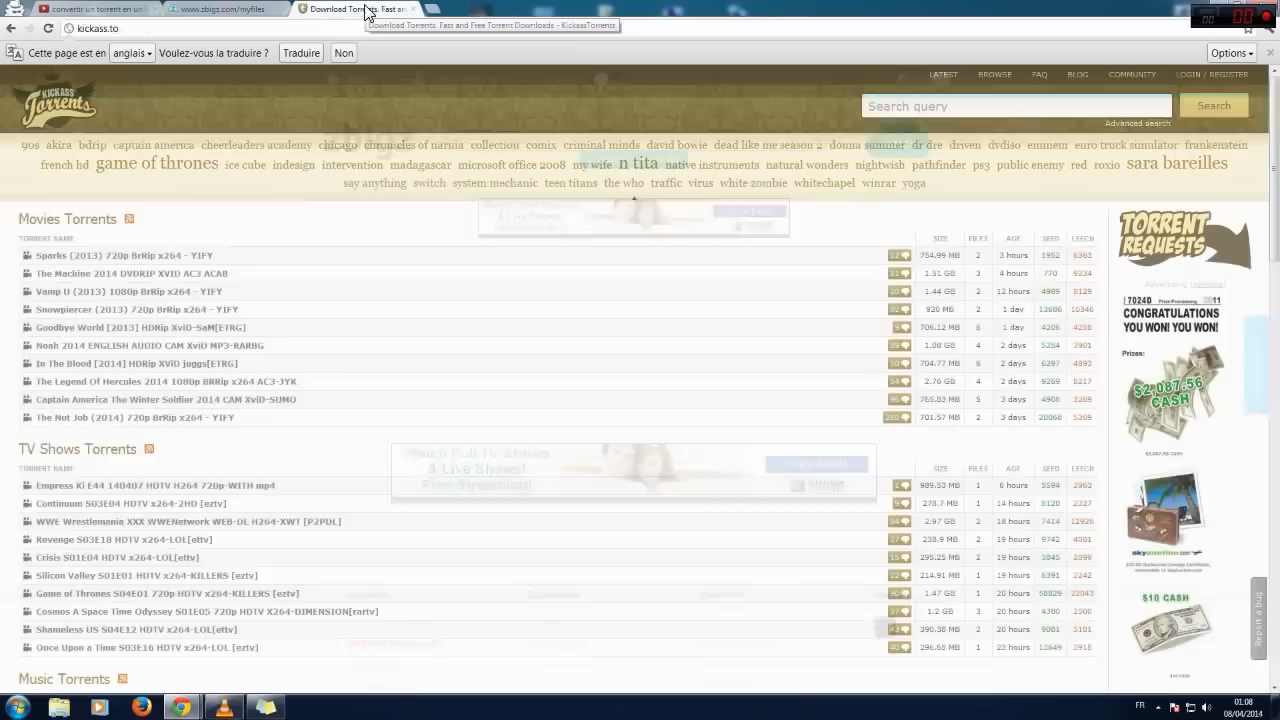 convertir un torrent en un l
www.zbigz.com/myfiles
Download Torrents. Fast an
Download Torrents. Fast and Free Torrent Downloads - KickassTorrents
kickass.to
00 00
Cette page est en anglais Voulez-vous la traduire ? Traduire Non Options
LATEST BROWSE FAQ BLOG COMMUNITY LOGIN / REGISTER
KICKASS
Torrents
Search query Search
Advanced search
90s akira bdrip captain america cheerleaders academy chicago chronicles of narnia collection comix criminal minds david bowie dead like me season 2 donna summer dr dre driven dvdiso eminem euro truck simulator frankenstein
french hd game of thrones ice cube indesign intervention madagascar microsoft office 2008 my wife n tita native instruments natural wonders nightwish pathfinder ps3 public enemy red roxio sara bareilles
say anything switch system mechanic teen titans the who traffic virus white zombie whitechapel winrar yoga
Movies Torrents
TORRENT NAME SIZE FILES AGE SEED LEECH
Sparks (2013) 720p BrRip x264 - YIFY 754.99 MB 2 3 hours 1952 8363
The Machine 2014 DVDRIP XVID AC3 ACAB 1.51 GB 3 4 hours 770 9234
Vamp U (2013) 1080p BrRip x264 - YIFY 1.44 GB 2 12 hours 4989 8129
Snowpiercer (2013) 720p BrRip x264 - YIFY 920 MB 2 1 day 13686 10346
Goodbye World [2013] HDRip XviD-SaM[ETRG] 706.12 MB 6 1 day 4206 4258
Noah 2014 ENGLISH AUDIO CAM XviD MP3-RARBG 1.08 GB 4 2 days 5254 3901
In The Blood [2014] HDRip XViD juggs[ETRG] 704.77 MB 6 2 days 6297 4893
The Legend Of Hercules 2014 1080p BRRip x264 AC3-JYK 2.76 GB 4 2 days 9269 8217
Captain America The Winter Soldier 2014 CAM XviD-SUMO 765.83 MB 5 3 days 4908 3269
The Nut Job (2014) 720p BrRip x264 - YIFY 701.57 MB 2 3 days 28068 5269
TV Shows Torrents
TORRENT NAME SIZE FILES AGE SEED LEECH
Empress Ki E44 140407 HDTV H264 720p-WITH mp4 989.53 MB 1 6 hours 5594 2963
Continuum S03E04 HDTV x264-2HD [eztv] 278.7 MB 1 14 hours 8120 2327
WWE Wrestlemania XXX WWENetwork WEB-DL H264-XWT [P2PDL] 2.97 GB 2 18 hours 7414 12926
Revenge S03E18 HDTV x264-LOL[ettv] 238.9 MB 2 19 hours 9742 4001
Crisis S01E04 HDTV x264-LOL[ettv] 295.25 MB 2 19 hours 5845 2099
Silicon Valley S01E01 HDTV x264-KILLERS [eztv] 214.91 MB 1 19 hours 6391 2242
Game of Thrones S04E01 720p HDTV x264-KILLERS [eztv] 1.47 GB 1 20 hours 58829 22043
Cosmos A Space Time Odyssey S01E05 720p HDTV X264-DIMENSION[rartv] 1.2 GB 3 20 hours 4380 2500
Shameless US S04E12 HDTV x264-LOL[ettv] 390.38 MB 2 20 hours 9081 3101
Once Upon a Time S03E16 HDTV x264-LOL [eztv] 296.65 MB 1 23 hours 13649 3918
Music Torrents
TORRENT
REQUESTS
Advertising [remove]
7024D Prize-Processing 2011
CONGRATULATIONS
YOU WON! YOU WON!
Prizes:
$2,087.56
CASH
$2,087.56 CASH
$10 CASH
$10 CASH
Report a bug
FR 01:08
08/04/2014